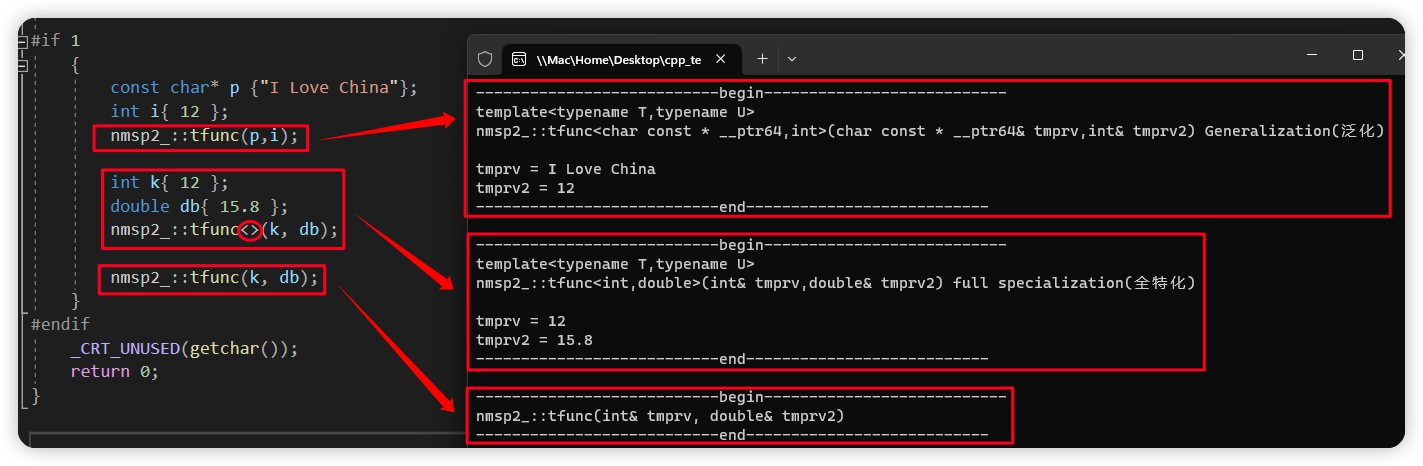 #if 1
{
const char* p {"I Love China"};
int i{ 12 };
nmsp2_::tfunc(p,i);
int k{ 12 };
double db{ 15.8 };
nmsp2_::tfunc<>(k, db);
nmsp2_::tfunc(k, db);
}
#endif
_CRT_UNUSED(getchar());
return 0;
}
\\Mac\Home\Desktop\cpp_te
---------------------------begin---------------------------
template<typename T,typename U>
nmsp2_::tfunc<char const * __ptr64,int>(char const * __ptr64& tmprv,int& tmprv2) Generalization(泛化)
tmprv = I Love China
tmprv2 = 12
---------------------------end---------------------------
---------------------------begin---------------------------
template<typename T,typename U>
nmsp2_::tfunc<int,double>(int& tmprv,double& tmprv2) full specialization(全特化)
tmprv = 12
tmprv2 = 15.8
---------------------------end---------------------------
---------------------------begin---------------------------
nmsp2_::tfunc(int& tmprv, double& tmprv2)
---------------------------end---------------------------